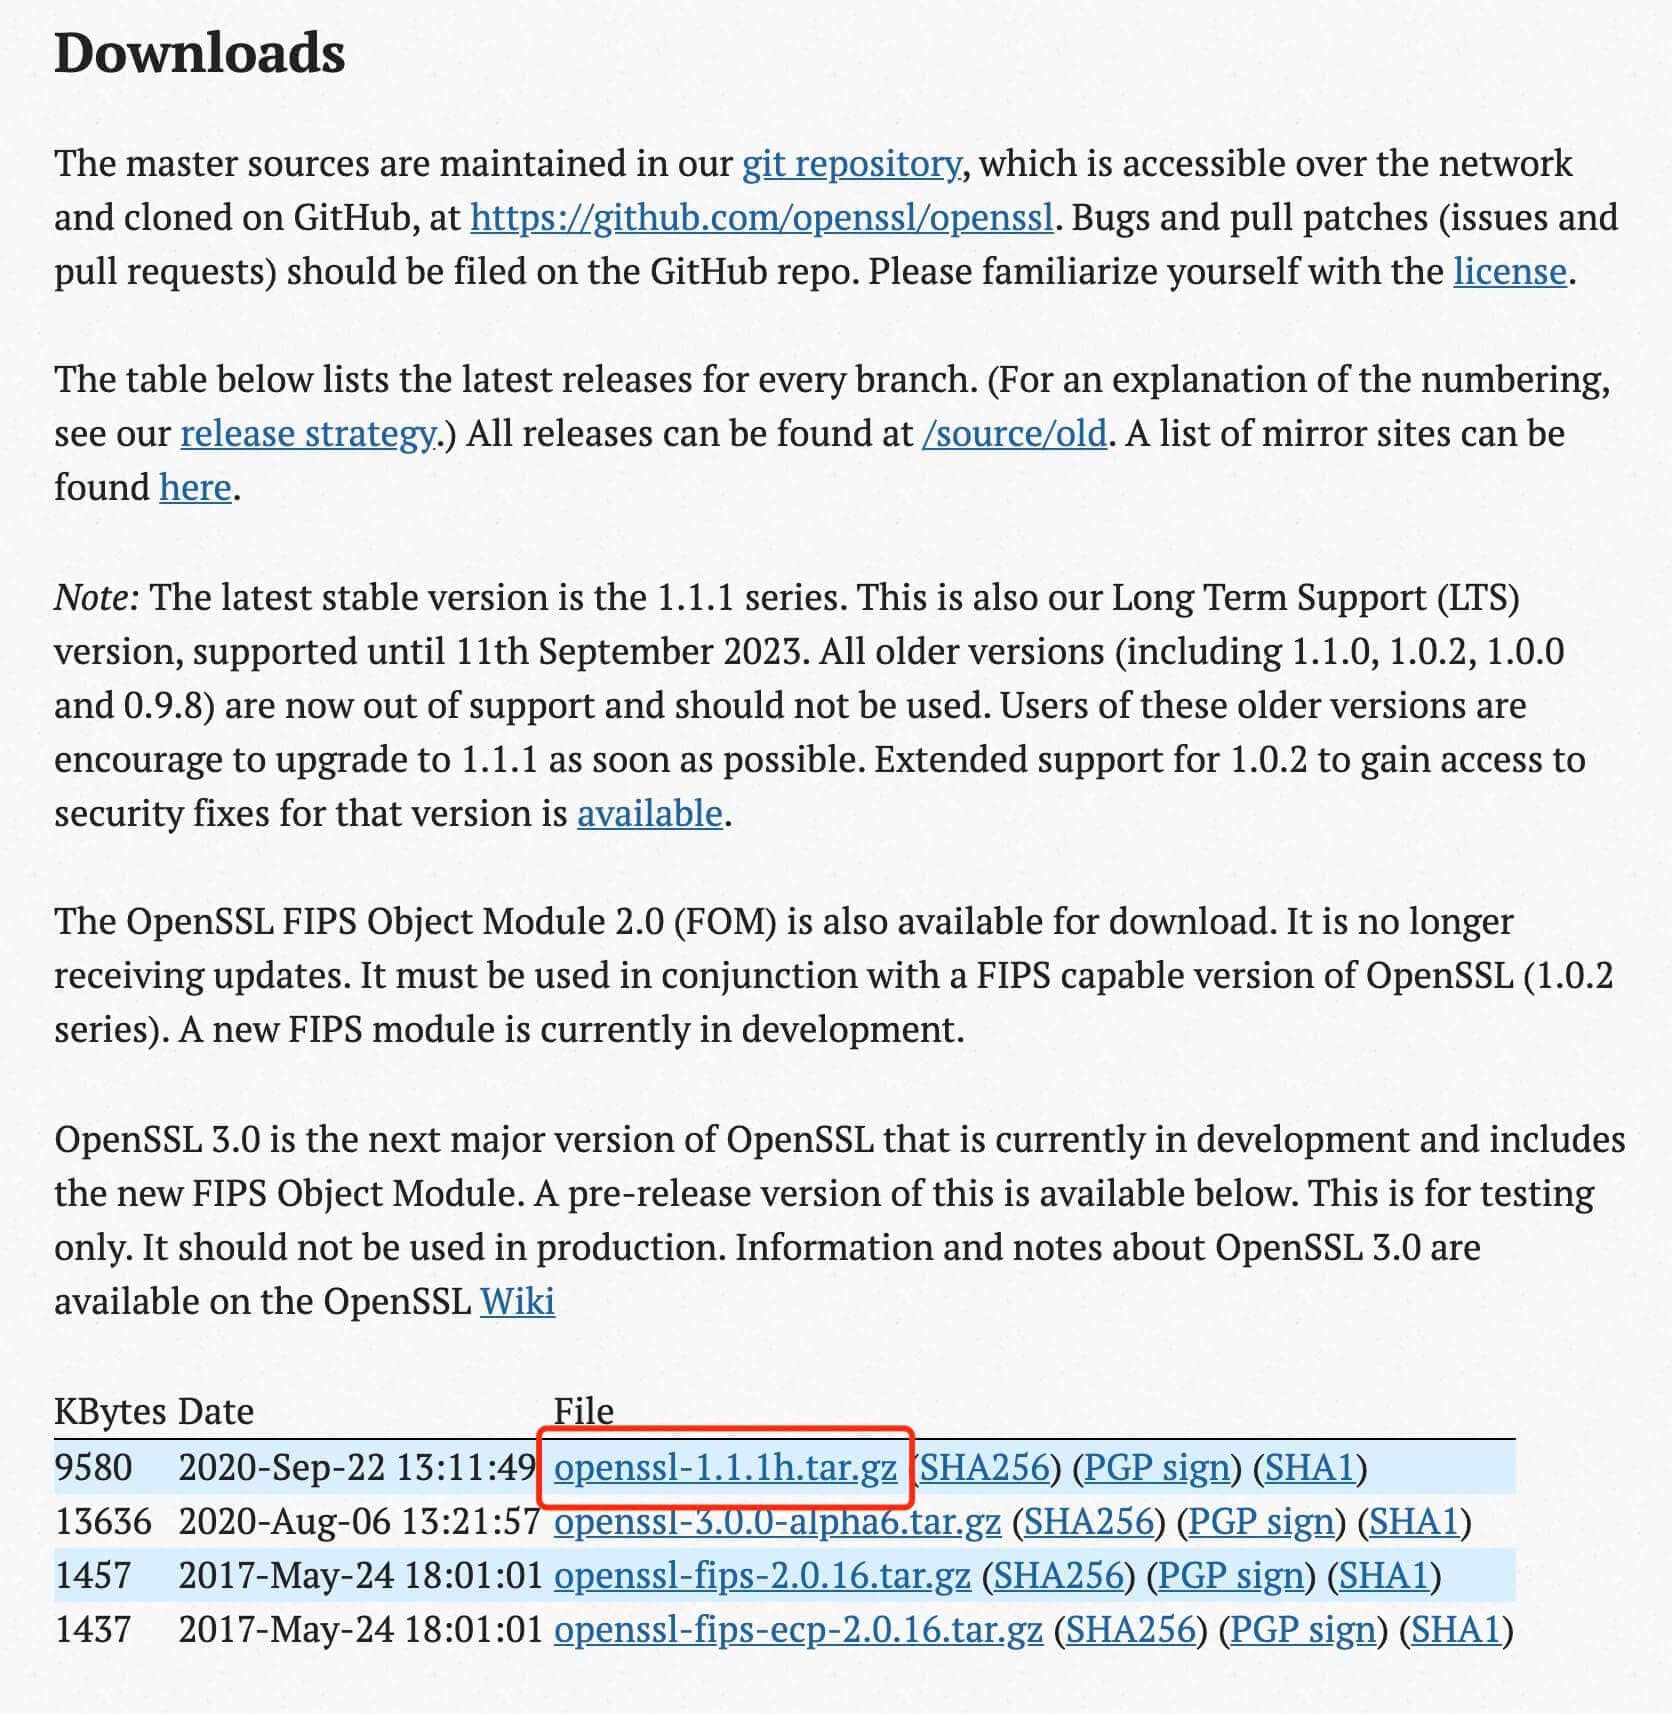 Downloads
The master sources are maintained in our git repository, which is accessible over the network
and cloned on GitHub, at https://github.com/openssl/openssl. Bugs and pull patches (issues and
pull requests) should be filed on the GitHub repo. Please familiarize yourself with the license.
The table below lists the latest releases for every branch. (For an explanation of the numbering,
see our release strategy.) All releases can be found at /source/old. A list of mirror sites can be
found here.
Note: The latest stable version is the 1.1.1 series. This is also our Long Term Support (LTS)
version, supported until 11th September 2023. All older versions (including 1.1.0, 1.0.2, 1.0.0
and 0.9.8) are now out of support and should not be used. Users of these older versions are
encourage to upgrade to 1.1.1 as soon as possible. Extended support for 1.0.2 to gain access to
security fixes for that version is available.
The OpenSSL FIPS Object Module 2.0 (FOM) is also available for download. It is no longer
receiving updates. It must be used in conjunction with a FIPS capable version of OpenSSL (1.0.2
series). A new FIPS module is currently in development.
OpenSSL 3.0 is the next major version of OpenSSL that is currently in development and includes
the new FIPS Object Module. A pre-release version of this is available below. This is for testing
only. It should not be used in production. Information and notes about OpenSSL 3.0 are
available on the OpenSSL Wiki
KBytes Date File
9580 2020-Sep-22 13:11:49 openssl-1.1.1h.tar.gz (SHA256) (PGP sign) (SHA1)
13636 2020-Aug-06 13:21:57 openssl-3.0.0-alpha6.tar.gz (SHA256) (PGP sign) (SHA1)
1457 2017-May-24 18:01:01 openssl-fips-2.0.16.tar.gz (SHA256) (PGP sign) (SHA1)
1437 2017-May-24 18:01:01 openssl-fips-ecp-2.0.16.tar.gz (SHA256) (PGP sign) (SHA1)